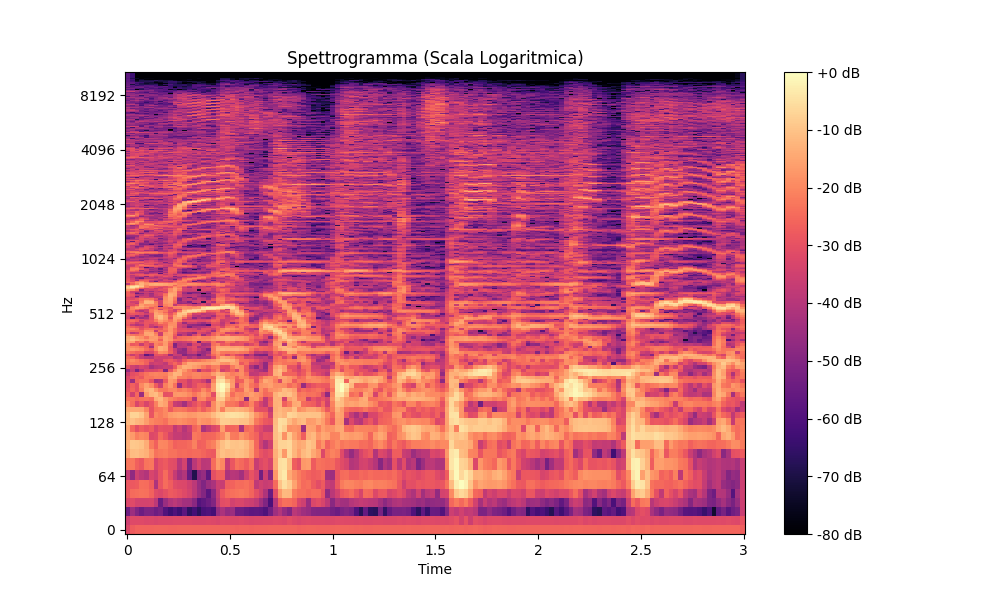 Spettrogramma (Scala Logaritmica)
Hz
8192
4096
2048
1024
512
256
128
64
0
0
0.5
1
1.5
2
2.5
3
Time
+0 dB
-10 dB
-20 dB
-30 dB
-40 dB
-50 dB
-60 dB
-70 dB
-80 dB